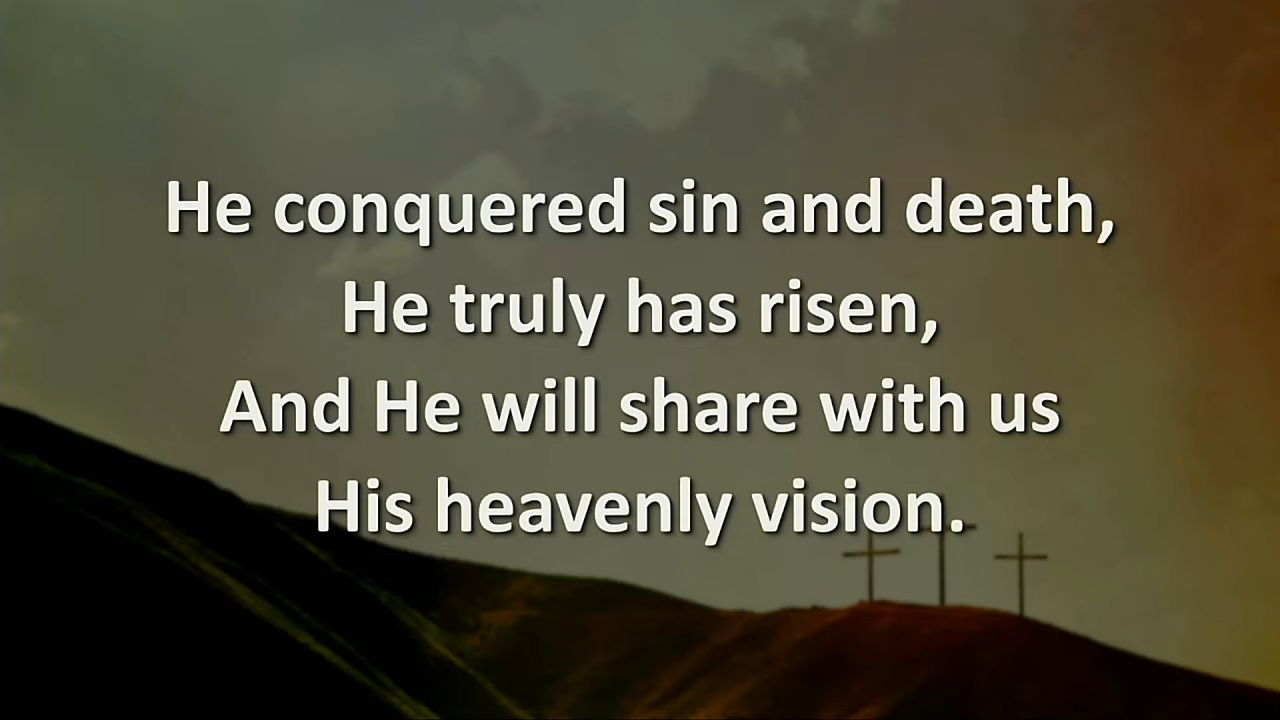 He conquered sin and death,
He truly has risen,
And He will share with us
His heavenly vision.